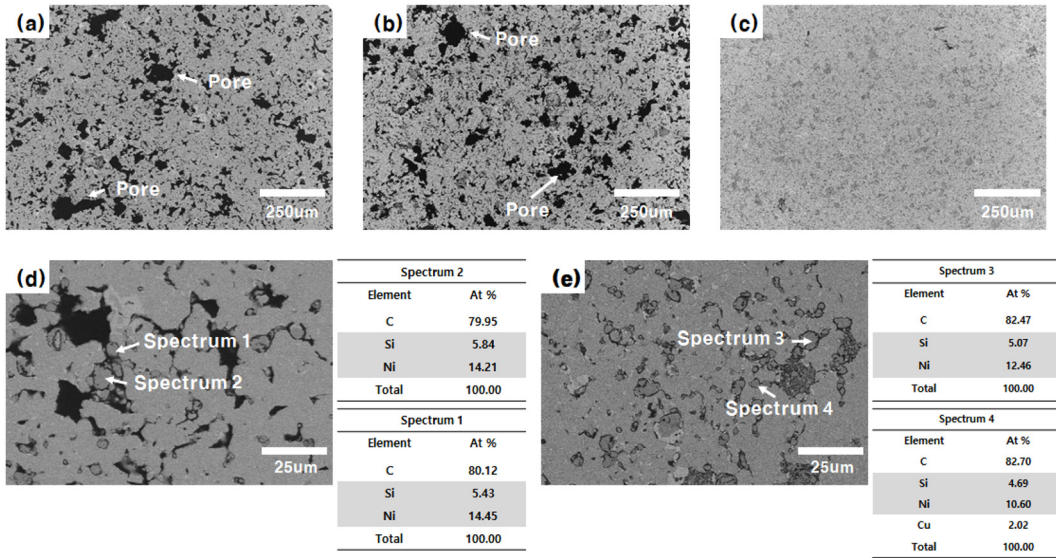 (a)
Pore
Pore
250um
(b)
Pore
Pore
250um
(c)
250um
(d)
Spectrum 1
Spectrum 2
25um
Spectrum 2
Element At %
C 79.95
Si 5.84
Ni 14.21
Total 100.00
Spectrum 1
Element At %
C 80.12
Si 5.43
Ni 14.45
Total 100.00
(e)
Spectrum 3
Spectrum 4
25um
Spectrum 3
Element At %
C 82.47
Si 5.07
Ni 12.46
Total 100.00
Spectrum 4
Element At %
C 82.70
Si 4.69
Ni 10.60
Cu 2.02
Total 100.00